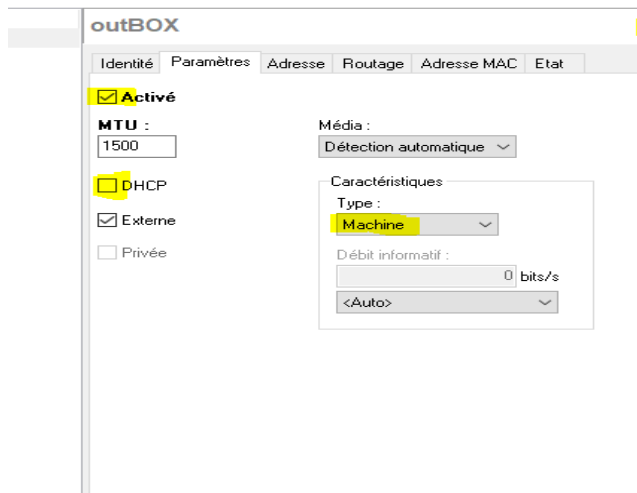 outBOX
Identité Paramètres Adresse Routage Adresse MAC Etat
Activé
MTU :
1500
Média :
Détection automatique
DHCP
Externe
Privée
Caractéristiques
Type :
Machine
Débit informatif :
0 bits/s
<Auto>